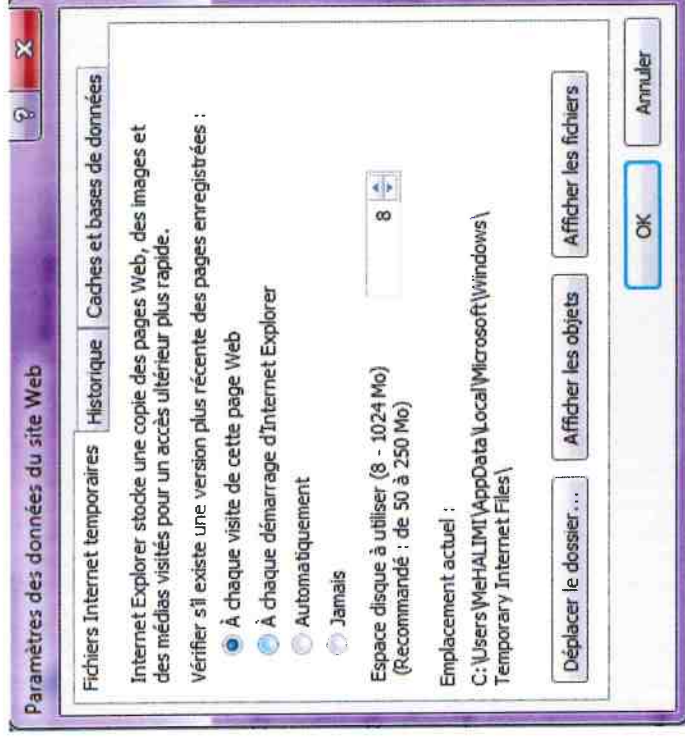 Paramètres des données du site Web
Fichiers Internet temporaires Historique Caches et bases de données
Internet Explorer stocke une copie des pages Web, des images et
des médias visités pour un accès ultérieur plus rapide.
Vérifier s'il existe une version plus récente des pages enregistrées :
À chaque visite de cette page Web
À chaque démarrage d'Internet Explorer
Automatiquement
Jamais
Espace disque à utiliser (8 - 1024 Mo) 8
(Recommandé : de 50 à 250 Mo)
Emplacement actuel :
C:\Users\MeHALIMI\AppData\Local\Microsoft\Windows\
Temporary Internet Files\
Déplacer le dossier... Afficher les objets Afficher les fichiers
OK Annuler